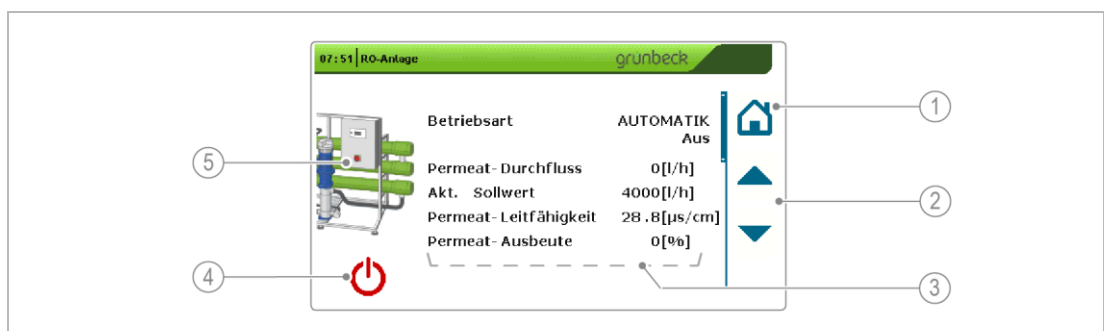 07:51 RO-Anlage grünbeck
Betriebsart AUTOMATIK
Aus
Permeat-Durchfluss 0[l/h]
Akt. Sollwert 4000[l/h]
Permeat-Leitfähigkeit 28.8[µs/cm]
Permeat-Ausbeute 0[%]
1
2
3
4
5